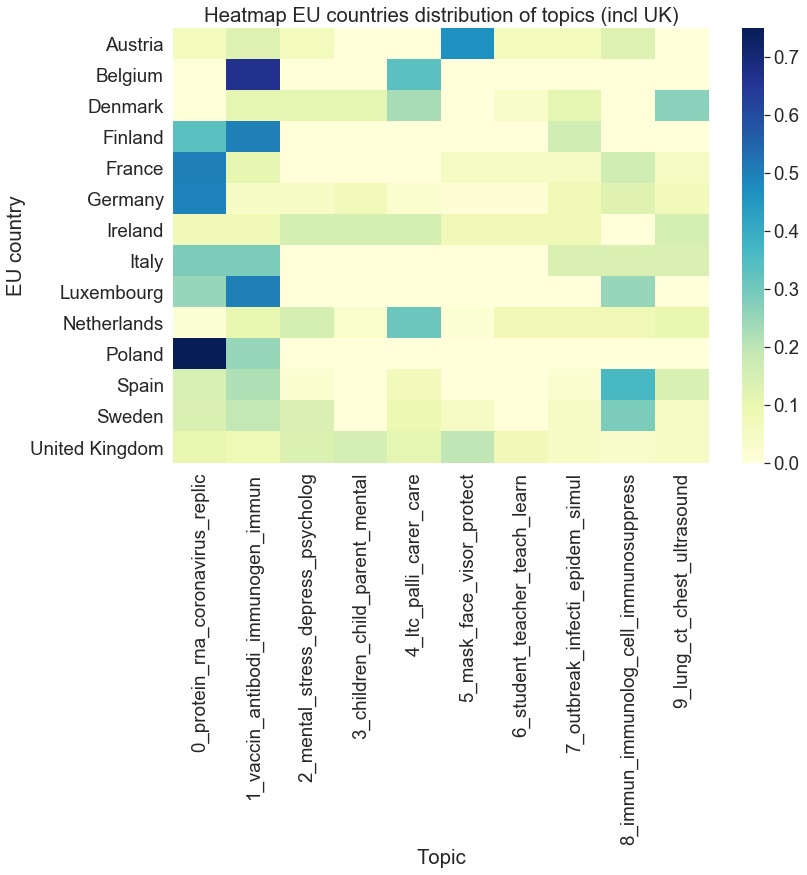 Heatmap EU countries distribution of topics (incl UK)
EU country
Austria
Belgium
Denmark
Finland
France
Germany
Ireland
Italy
Luxembourg
Netherlands
Poland
Spain
Sweden
United Kingdom
0.7
0.6
0.5
0.4
0.3
0.2
0.1
0.0
0_protein_rna_coronavirus_replic
1_vaccin_antibodi_immunogen_immun
2_mental_stress_depress_psycholog
3_children_child_parent_mental
4_ltc_palli_carer_care
5_mask_face_visor_protect
6_student_teacher_teach_learn
7_outbreak_infecti_epidem_simul
8_immun_immunolog_cell_immunosuppress
9_lung_ct_chest_ultrasound
Topic